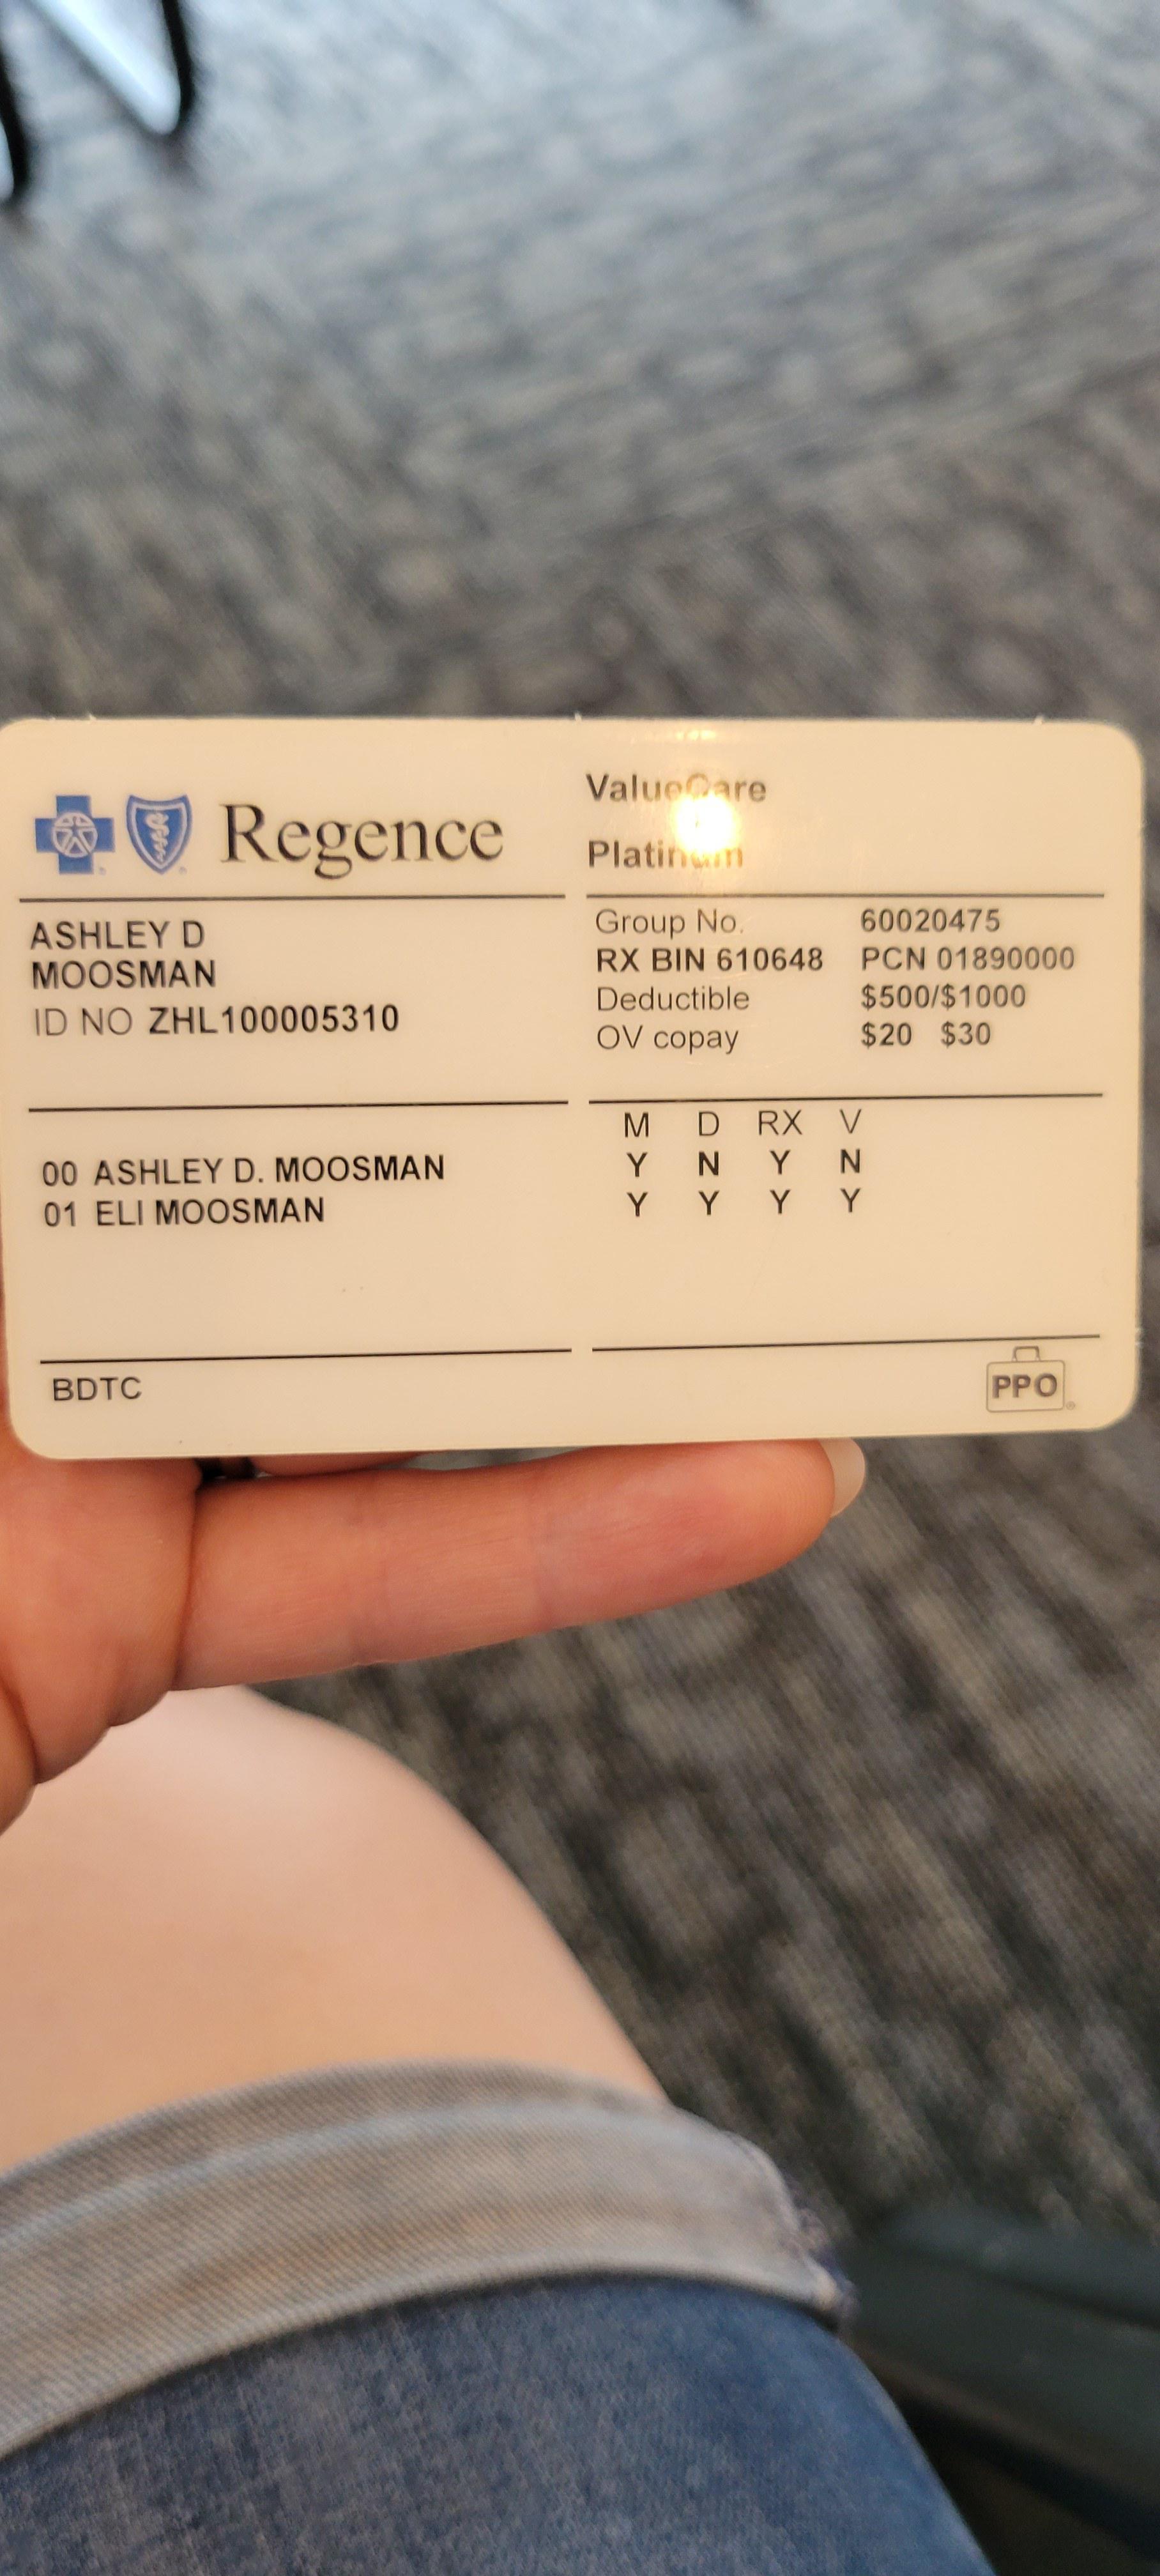 Regence
ValueCare
Platinum
ASHLEY D
MOOSMAN
ID NO ZHL100005310
Group No. 60020475
RX BIN 610648 PCN 01890000
Deductible $500/$1000
OV copay $20 $30
M D RX V
00 ASHLEY D. MOOSMAN Y N Y N
01 ELI MOOSMAN Y Y Y Y
BDTC
PPO